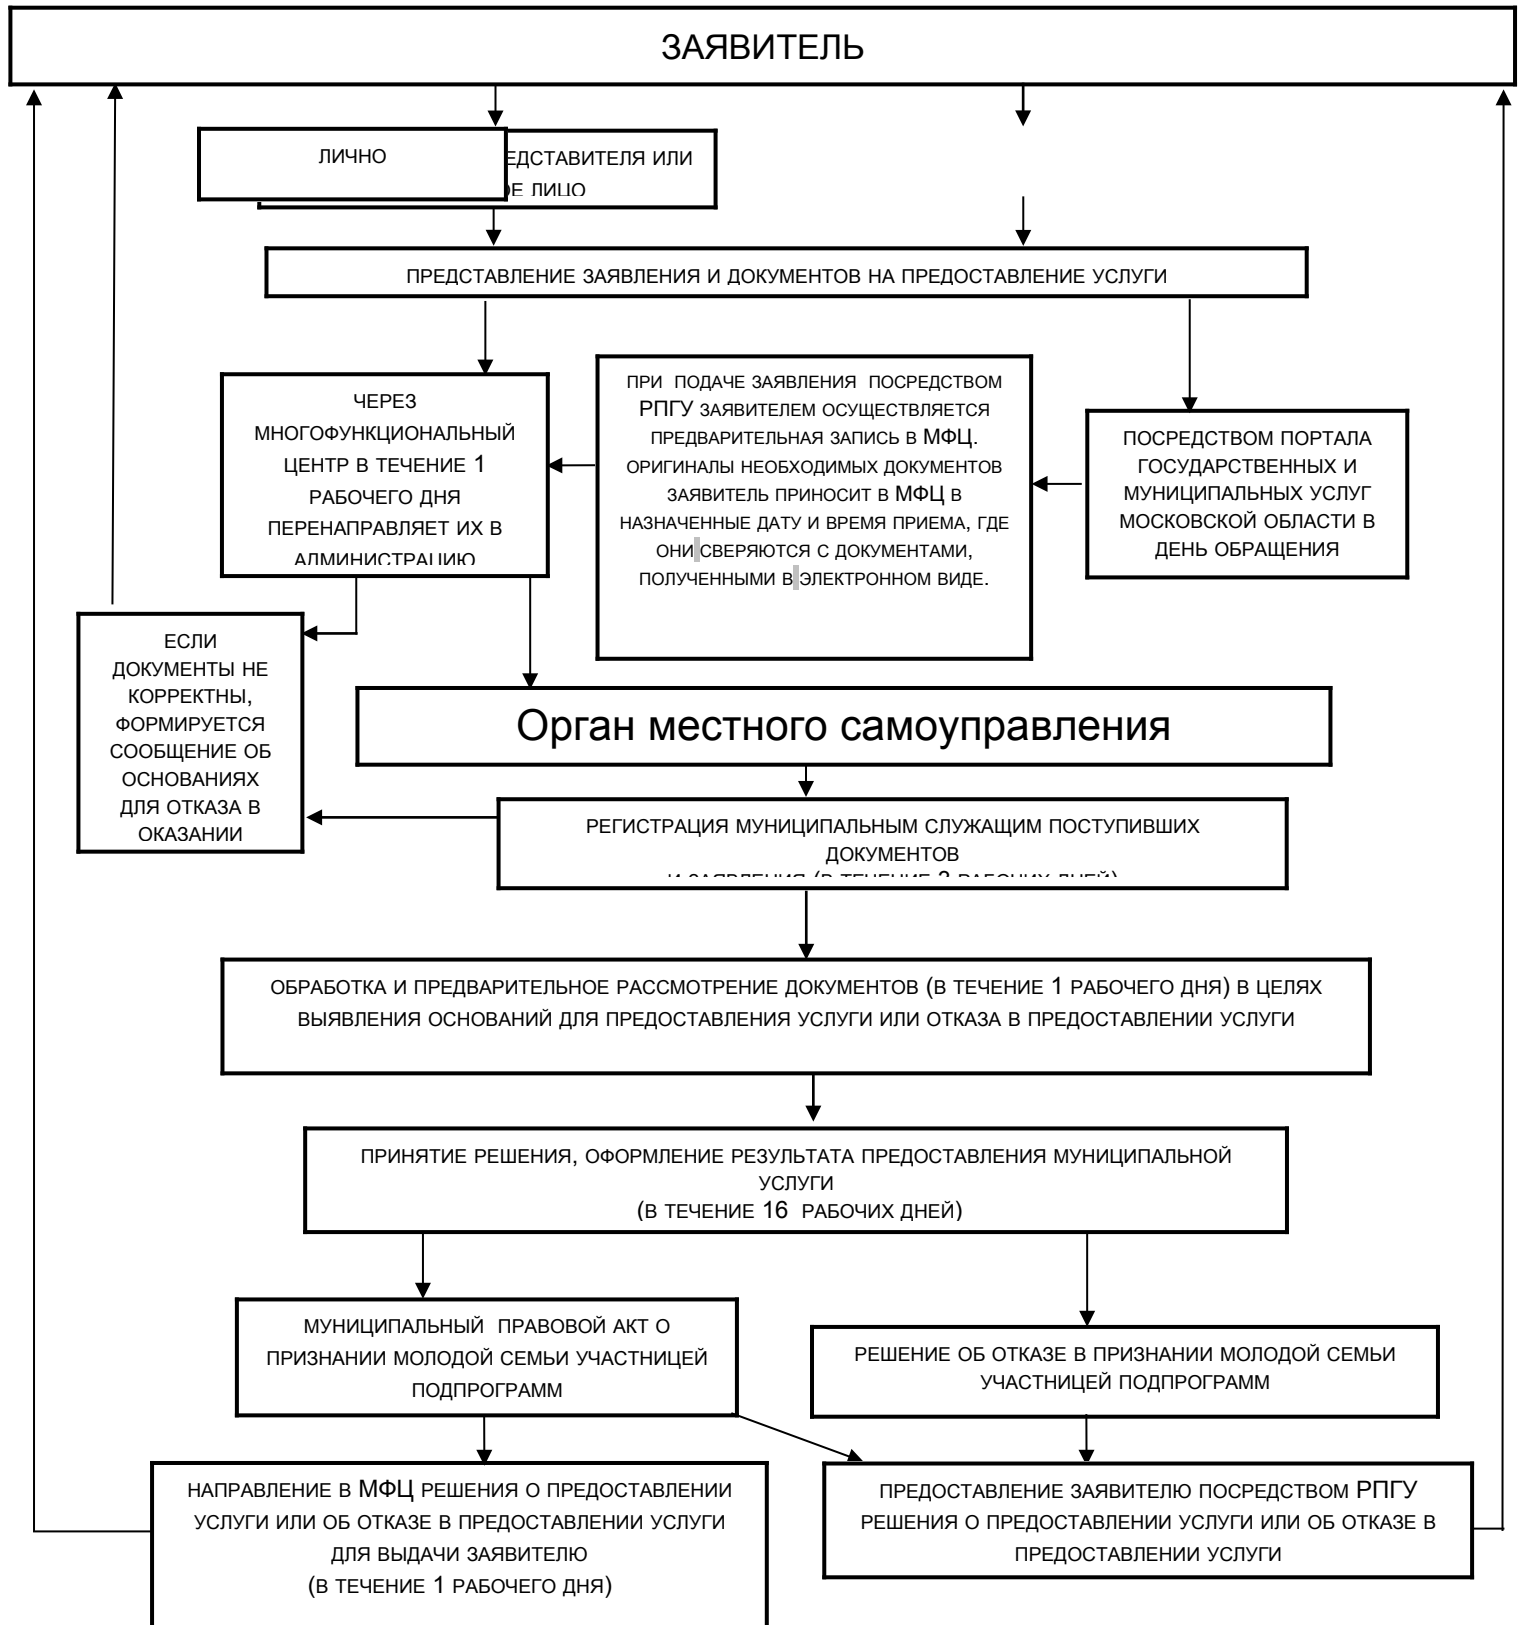 ЗАЯВИТЕЛЬ
ЛИЧНО
ЕДСТАВИТЕЛЯ ИЛИ
ОЕ ЛИЦО
ПРЕДСТАВЛЕНИЕ ЗАЯВЛЕНИЯ И ДОКУМЕНТОВ НА ПРЕДОСТАВЛЕНИЕ УСЛУГИ
ЧЕРЕЗ
МНОГОФУНКЦИОНАЛЬНЫЙ
ЦЕНТР В ТЕЧЕНИЕ 1
РАБОЧЕГО ДНЯ
ПЕРЕНАПРАВЛЯЕТ ИХ В
АДМИНИСТРАЦИЮ
ПРИ ПОДАЧЕ ЗАЯВЛЕНИЯ ПОСРЕДСТВОМ
РПГУ ЗАЯВИТЕЛЕМ ОСУЩЕСТВЛЯЕТСЯ
ПРЕДВАРИТЕЛЬНАЯ ЗАПИСЬ В МФЦ.
ОРИГИНАЛЫ НЕОБХОДИМЫХ ДОКУМЕНТОВ
ЗАЯВИТЕЛЬ ПРИНОСИТ В МФЦ В
НАЗНАЧЕННЫЕ ДАТУ И ВРЕМЯ ПРИЕМА, ГДЕ
ОНИ СВЕРЯЮТСЯ С ДОКУМЕНТАМИ,
ПОЛУЧЕННЫМИ В ЭЛЕКТРОННОМ ВИДЕ.
ПОСРЕДСТВОМ ПОРТАЛА
ГОСУДАРСТВЕННЫХ И
МУНИЦИПАЛЬНЫХ УСЛУГ
МОСКОВСКОЙ ОБЛАСТИ В
ДЕНЬ ОБРАЩЕНИЯ
ЕСЛИ
ДОКУМЕНТЫ НЕ
КОРРЕКТНЫ,
ФОРМИРУЕТСЯ
СООБЩЕНИЕ ОБ
ОСНОВАНИЯХ
ДЛЯ ОТКАЗА В
ОКАЗАНИИ
Орган местного самоуправления
РЕГИСТРАЦИЯ МУНИЦИПАЛЬНЫМ СЛУЖАЩИМ ПОСТУПИВШИХ
ДОКУМЕНТОВ
И ЗАЯВЛЕНИЯ (В ТЕЧЕНИЕ 2 РАБОЧИХ ДНЕЙ)
ОБРАБОТКА И ПРЕДВАРИТЕЛЬНОЕ РАССМОТРЕНИЕ ДОКУМЕНТОВ (В ТЕЧЕНИЕ 1 РАБОЧЕГО ДНЯ) В ЦЕЛЯХ
ВЫЯВЛЕНИЯ ОСНОВАНИЙ ДЛЯ ПРЕДОСТАВЛЕНИЯ УСЛУГИ ИЛИ ОТКАЗА В ПРЕДОСТАВЛЕНИИ УСЛУГИ
ПРИНЯТИЕ РЕШЕНИЯ, ОФОРМЛЕНИЕ РЕЗУЛЬТАТА ПРЕДОСТАВЛЕНИЯ МУНИЦИПАЛЬНОЙ
УСЛУГИ
(В ТЕЧЕНИЕ 16 РАБОЧИХ ДНЕЙ)
МУНИЦИПАЛЬНЫЙ ПРАВОВОЙ АКТ О
ПРИЗНАНИИ МОЛОДОЙ СЕМЬИ УЧАСТНИЦЕЙ
ПОДПРОГРАММ
РЕШЕНИЕ ОБ ОТКАЗЕ В ПРИЗНАНИИ МОЛОДОЙ СЕМЬИ
УЧАСТНИЦЕЙ ПОДПРОГРАММ
НАПРАВЛЕНИЕ В МФЦ РЕШЕНИЯ О ПРЕДОСТАВЛЕНИИ
УСЛУГИ ИЛИ ОБ ОТКАЗЕ В ПРЕДОСТАВЛЕНИИ УСЛУГИ
ДЛЯ ВЫДАЧИ ЗАЯВИТЕЛЮ
(В ТЕЧЕНИЕ 1 РАБОЧЕГО ДНЯ)
ПРЕДОСТАВЛЕНИЕ ЗАЯВИТЕЛЮ ПОСРЕДСТВОМ РПГУ
РЕШЕНИЯ О ПРЕДОСТАВЛЕНИИ УСЛУГИ ИЛИ ОБ ОТКАЗЕ В
ПРЕДОСТАВЛЕНИИ УСЛУГИ